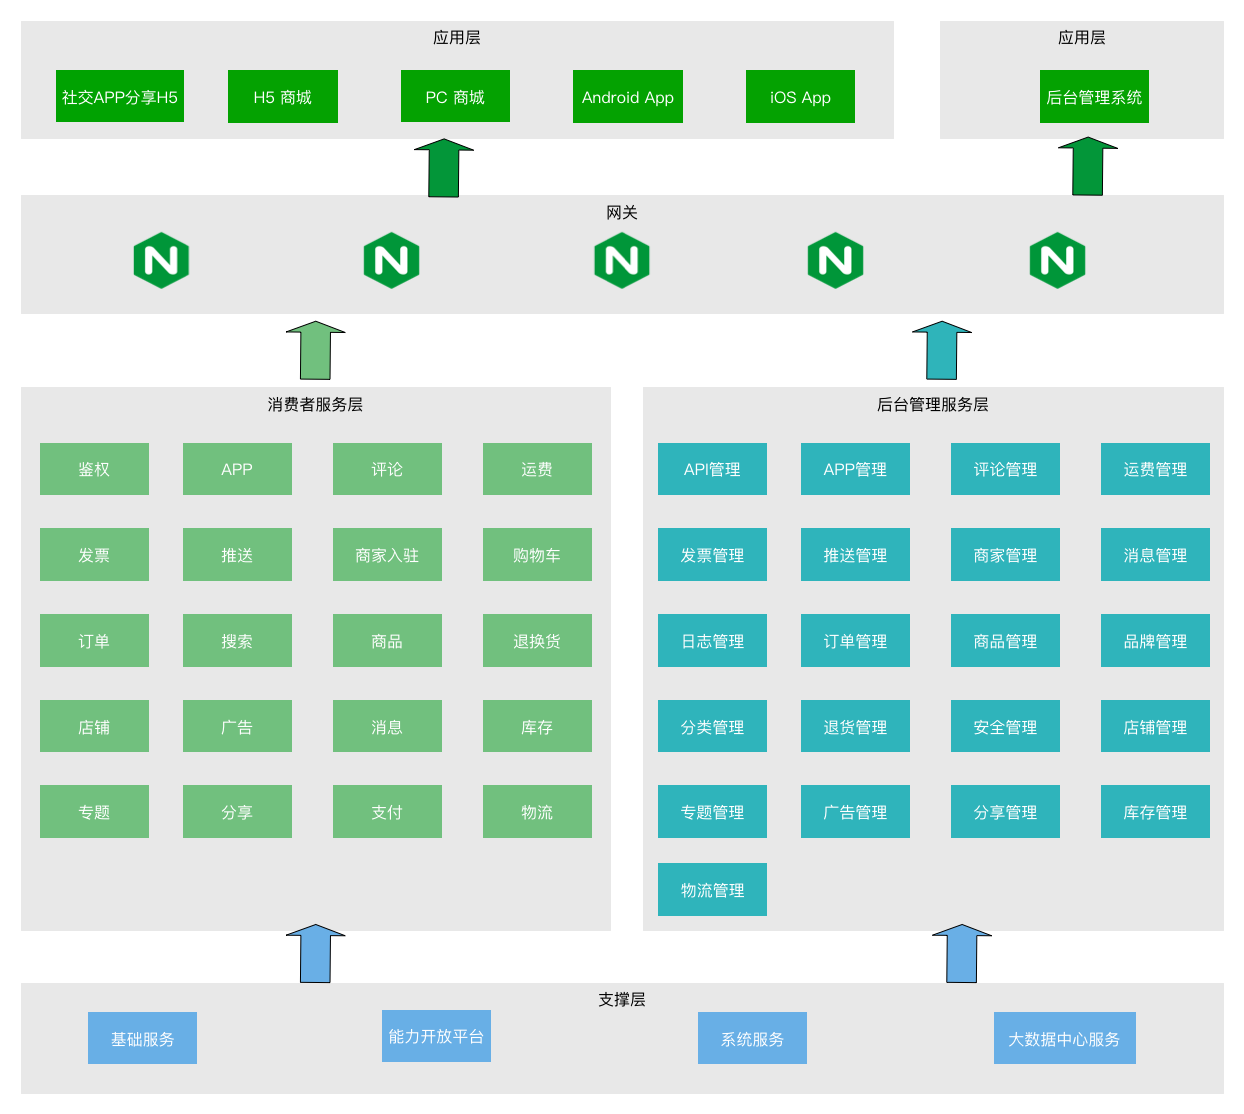 应用层
社交APP分享H5
H5 商城
PC 商城
Android App
iOS App
应用层
后台管理系统
网关
N
N
N
N
N
消费者服务层
鉴权
APP
评论
运费
发票
推送
商家入驻
购物车
订单
搜索
商品
退换货
店铺
广告
消息
库存
专题
分享
支付
物流
后台管理服务层
API管理
APP管理
评论管理
运费管理
发票管理
推送管理
商家管理
消息管理
日志管理
订单管理
商品管理
品牌管理
分类管理
退货管理
安全管理
店铺管理
专题管理
广告管理
分享管理
库存管理
物流管理
支撑层
基础服务
能力开放平台
系统服务
大数据中心服务